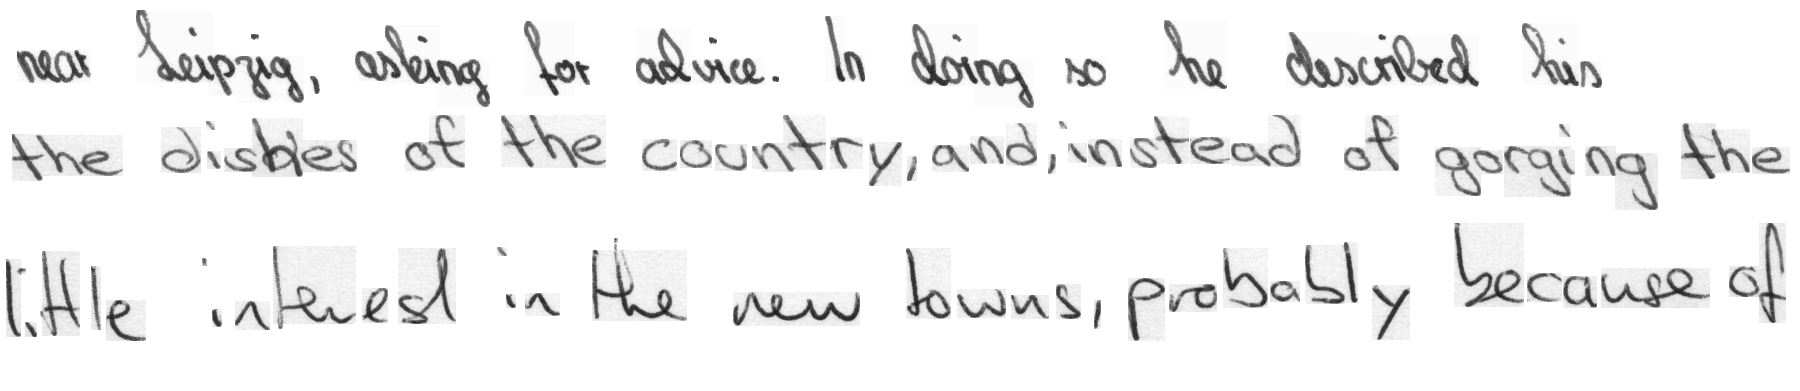 near Leipzig, asking for advice. In doing so he described his
the dishes of the country, and, instead of gorging the
little interest in the new towns, probably because of